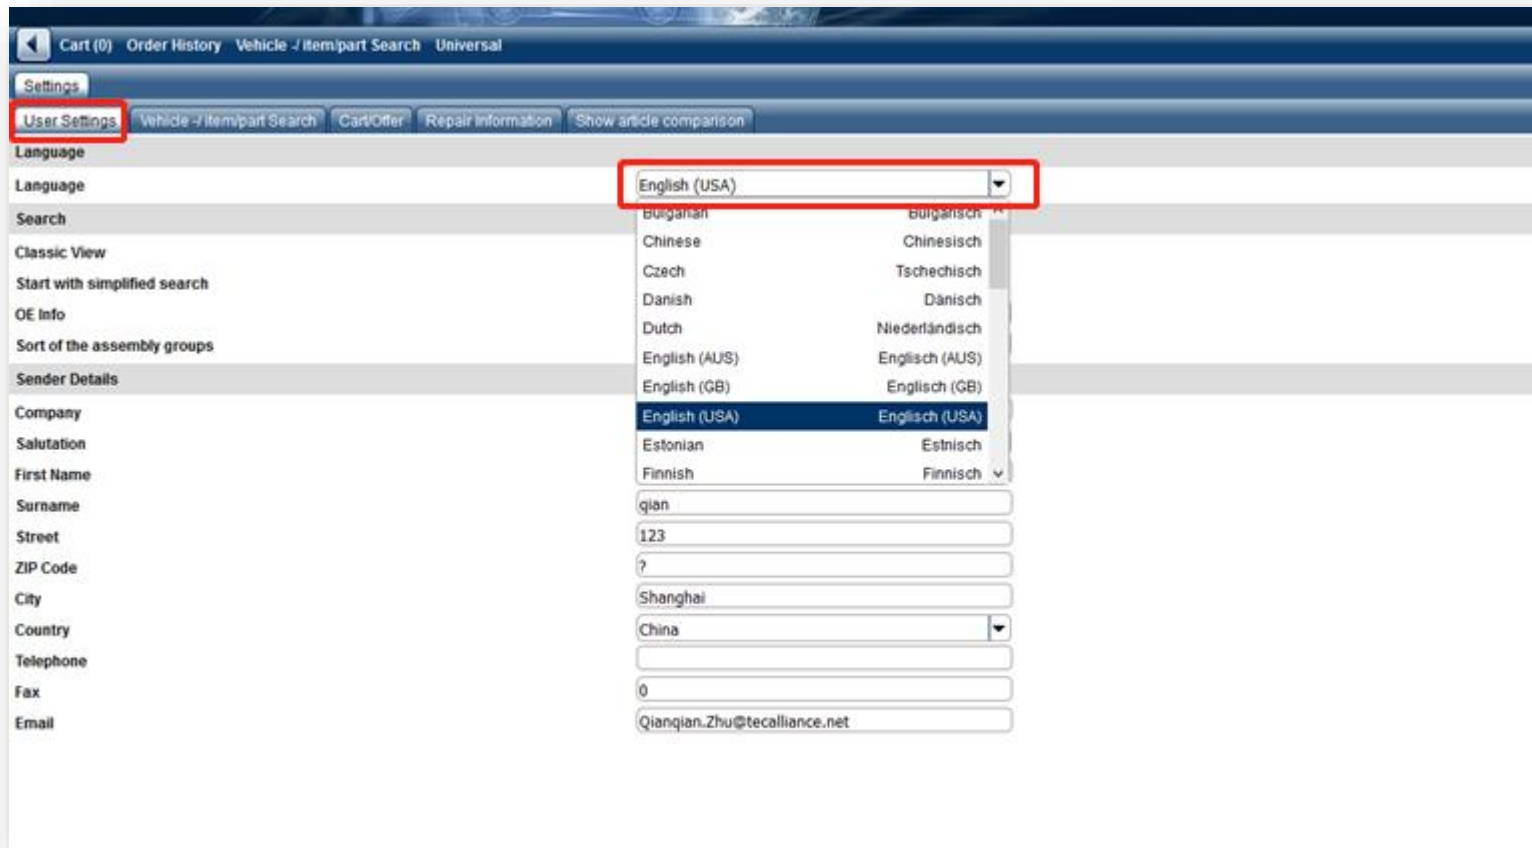 Cart (0) Order History Vehicle -/ item/part Search Universal
Settings
User Settings Vehicle -/ item/part Search Cart/Offer Repair Information Show article comparison
Language
Language English (USA)
Search Bulgarian Bulgarisch
Chinese Chinesisch
Classic View
Czech Tschechisch
Start with simplified search
Danish Dänisch
OE Info
Dutch Niederländisch
Sort of the assembly groups
English (AUS) Englisch (AUS)
Sender Details
English (GB) Englisch (GB)
Company English (USA) Englisch (USA)
Salutation Estonian Estnisch
First Name Finnish Finnisch
Surname qian
Street 123
ZIP Code ?
City Shanghai
Country China
Telephone
Fax 0
Email Qianqian.Zhu@tecalliance.net